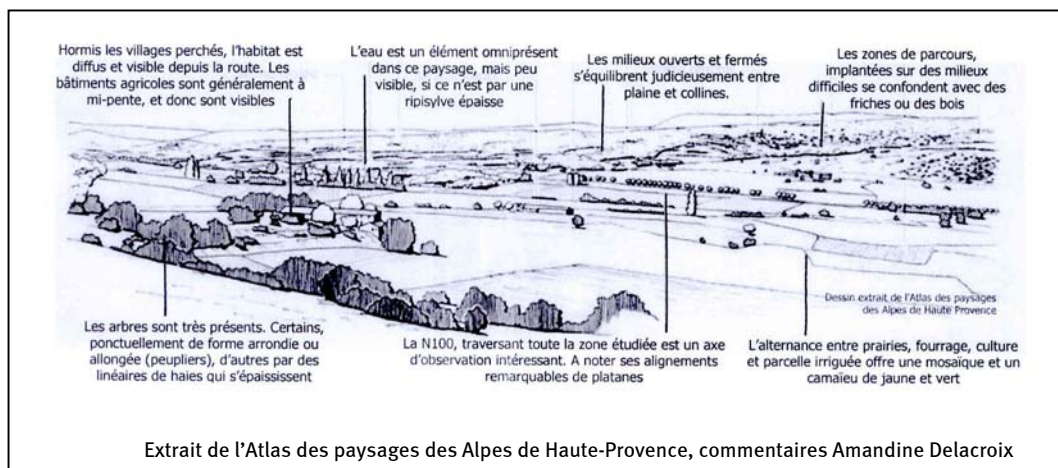 Hormis les villages perchés, l'habitat est
diffus et visible depuis la route. Les
bâtiments agricoles sont généralement à
mi-pente, et donc sont visibles
L'eau est un élément omniprésent
dans ce paysage, mais peu
visible, si ce n'est par une
ripisylve épaisse
Les milieux ouverts et fermés
s'équilibrent judicieusement entre
plaine et collines.
Les zones de parcours,
implantées sur des milieux
difficiles se confondent avec des
friches ou des bois
Dessin extrait de l'Atlas des paysages
des Alpes de Haute Provence
Les arbres sont très présents. Certains,
ponctuellement de forme arrondie ou
allongée (peupliers), d'autres par des
linéaires de haies qui s'épaississent
La N100, traversant toute la zone étudiée est un axe
d'observation intéressant. A noter ses alignements
remarquables de platanes
L'alternance entre prairies, fourrage, culture
et parcelle irriguée offre une mosaïque et un
camaïeu de jaune et vert
Extrait de l'Atlas des paysages des Alpes de Haute-Provence, commentaires Amandine Delacroix